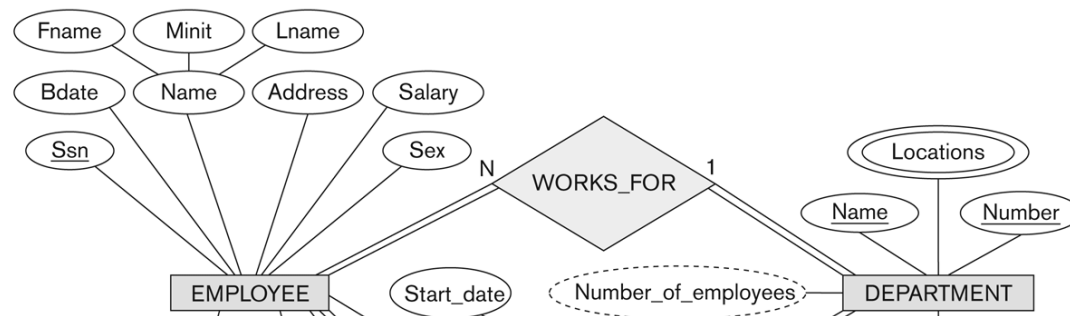 Fname
Minit
Lname
Bdate
Name
Address
Salary
Ssn
Sex
N
WORKS_FOR
1
Locations
Name
Number
EMPLOYEE
Start_date
Number_of_employees
DEPARTMENT